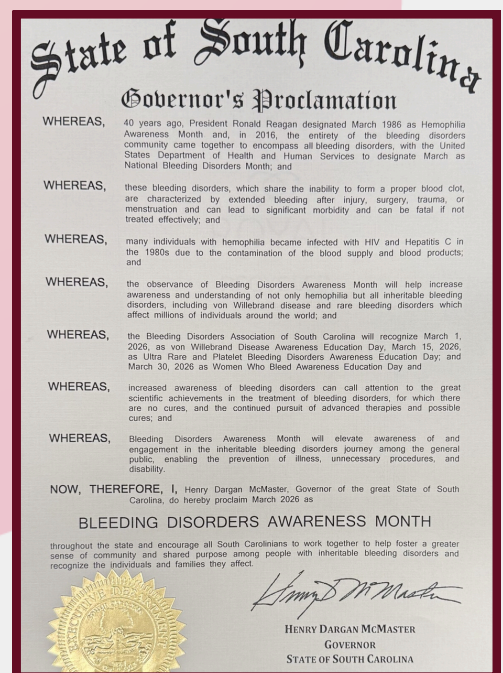 State of South Carolina
Governor's Proclamation
WHEREAS, 40 years ago, President Ronald Reagan designated March 1986 as Hemophilia
Awareness Month and, in 2016, the entirety of the bleeding disorders
community came together to encompass all bleeding disorders, with the United
States Department of Health and Human Services to designate March as
National Bleeding Disorders Month; and
WHEREAS, these bleeding disorders, which share the inability to form a proper blood clot,
are characterized by extended bleeding after injury, surgery, trauma, or
menstruation and can lead to significant morbidity and can be fatal if not
treated effectively; and
WHEREAS, many individuals with hemophilia became infected with HIV and Hepatitis C in
the 1980s due to the contamination of the blood supply and blood products;
and
WHEREAS, the observance of Bleeding Disorders Awareness Month will help increase
awareness and understanding of not only hemophilia but all inheritable bleeding
disorders, including von Willebrand disease and rare bleeding disorders which
affect millions of individuals around the world; and
WHEREAS, the Bleeding Disorders Association of South Carolina will recognize March 1,
2026, as von Willebrand Disease Awareness Education Day, March 15, 2026,
as Ultra Rare and Platelet Bleeding Disorders Awareness Education Day; and
March 30, 2026 as Women Who Bleed Awareness Education Day and
WHEREAS, increased awareness of bleeding disorders can call attention to the great
scientific achievements in the treatment of bleeding disorders, for which there
are no cures, and the continued pursuit of advanced therapies and possible
cures; and
WHEREAS, Bleeding Disorders Awareness Month will elevate awareness of and
engagement in the inheritable bleeding disorders journey among the general
public, enabling the prevention of illness, unnecessary procedures, and
disability.
NOW, THEREFORE, I, Henry Dargan McMaster, Governor of the great State of South
Carolina, do hereby proclaim March 2026 as
BLEEDING DISORDERS AWARENESS MONTH
throughout the state and encourage all South Carolinians to work together to help foster a greater
sense of community and shared purpose among people with inheritable bleeding disorders and
recognize the individuals and families they affect.
Henry D McMaster
HENRY DARGAN MCMASTER
GOVERNOR
STATE OF SOUTH CAROLINA